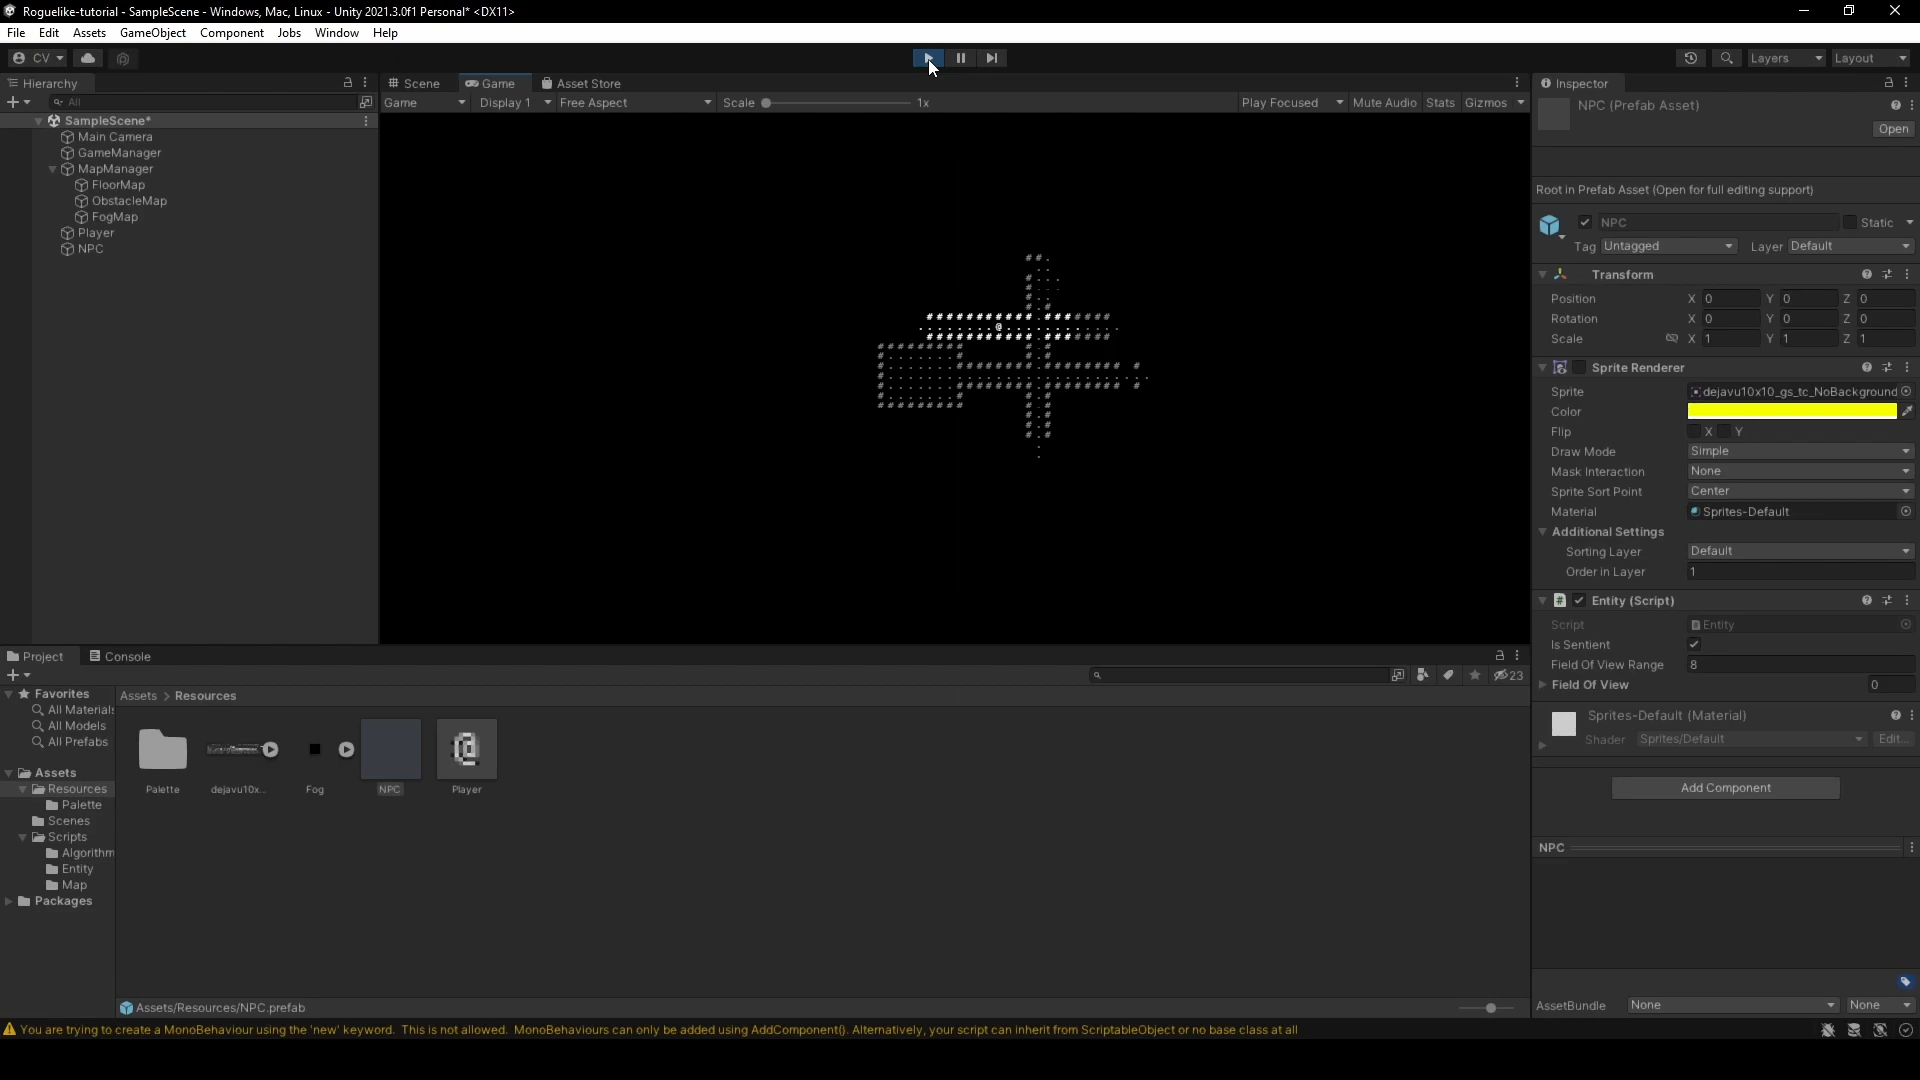 Roguelike-tutorial - SampleScene - Windows, Mac, Linux - Unity 2021.3.0f1 Personal* <DX11>
File Edit Assets GameObject Component Jobs Window Help
CV
Layers Layout
Hierarchy
All
SampleScene*
Main Camera
GameManager
MapManager
FloorMap
ObstacleMap
FogMap
Player
NPC
Scene Game Asset Store
Game Display 1 Free Aspect Scale 1x Play Focused Mute Audio Stats Gizmos
Inspector
NPC (Prefab Asset)
Open
Root in Prefab Asset (Open for full editing support)
NPC Static
Tag Untagged Layer Default
Transform
Position X 0 Y 0 Z 0
Rotation X 0 Y 0 Z 0
Scale X 1 Y 1 Z 1
Sprite Renderer
Sprite dejavu10x10_gs_tc_NoBackground
Color
Flip X Y
Draw Mode Simple
Mask Interaction None
Sprite Sort Point Center
Material Sprites-Default
Additional Settings
Sorting Layer Default
Order in Layer 1
Entity (Script)
Script Entity
Is Sentient
Field Of View Range 8
Field Of View 0
Sprites-Default (Material)
Shader Sprites/Default Edit...
Add Component
NPC
AssetBundle None None
Project Console
23
Favorites
All Materials
All Models
All Prefabs
Assets
Resources
Palette
Scenes
Scripts
Algorithm
Entity
Map
Packages
Assets > Resources
Palette dejavu10x... Fog NPC Player
Assets/Resources/NPC.prefab
You are trying to create a MonoBehaviour using the 'new' keyword. This is not allowed. MonoBehaviours can only be added using AddComponent(). Alternatively, your script can inherit from ScriptableObject or no base class at all